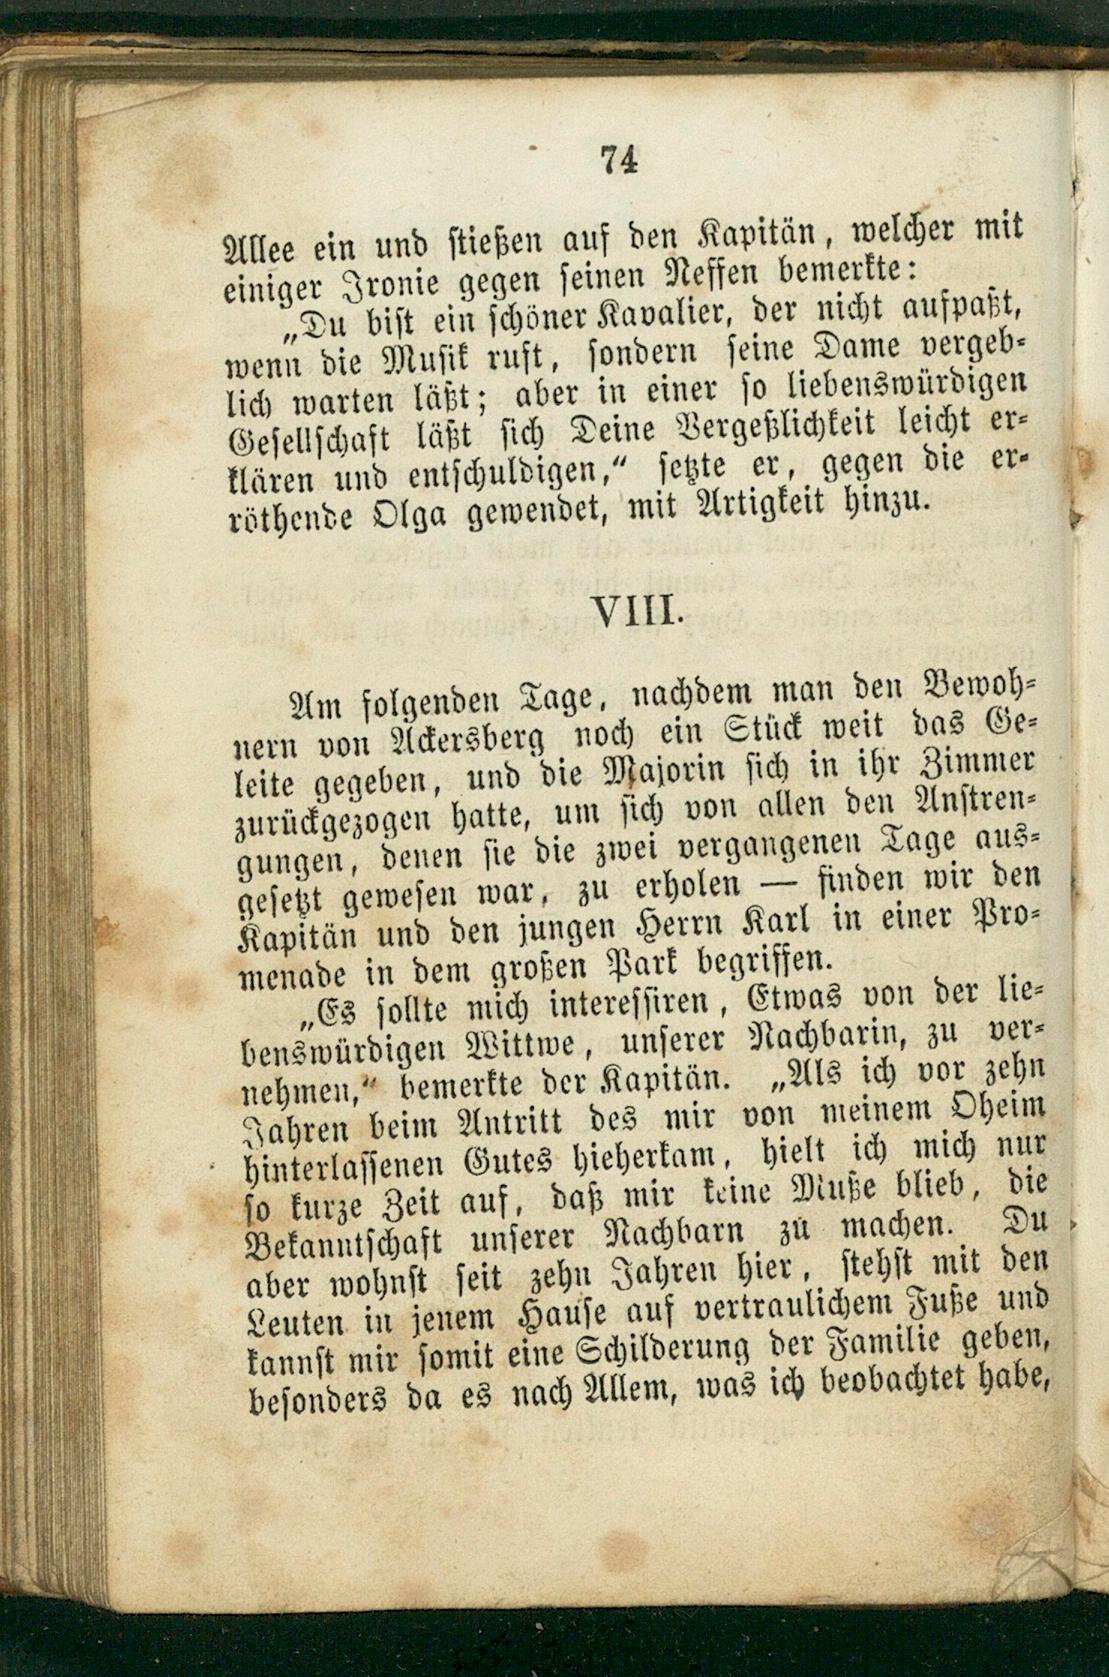 74
Allee ein und stießen auf den Kapitän, welcher mit
einiger Ironie gegen seinen Neffen bemerkte:
„Du bist ein schöner Kavalier, der nicht aufpaßt,
wenn die Musik ruft, sondern seine Dame vergeb-
lich warten läßt; aber in einer so liebenswürdigen
Gesellschaft läßt sich Deine Vergeßlichkeit leicht er-
klären und entschuldigen,“ setzte er, gegen die er-
röthende Olga gewendet, mit Artigkeit hinzu.
VIII.
Am folgenden Tage, nachdem man den Bewoh-
nern von Ackersberg noch ein Stück weit das Ge-
leite gegeben, und die Majorin sich in ihr Zimmer
zurückgezogen hatte, um sich von allen den Anstren-
gungen, denen sie die zwei vergangenen Tage aus-
gesetzt gewesen war, zu erholen — finden wir den
Kapitän und den jungen Herrn Karl in einer Pro-
menade in dem großen Park begriffen.
„Es sollte mich interessiren, Etwas von der lie-
benswürdigen Wittwe, unserer Nachbarin, zu ver-
nehmen,“ bemerkte der Kapitän. „Als ich vor zehn
Jahren beim Antritt des mir von meinem Oheim
hinterlassenen Gutes hieherkam, hielt ich mich nur
so kurze Zeit auf, daß mir keine Muße blieb, die
Bekanntschaft unserer Nachbarn zu machen. Du
aber wohnst seit zehn Jahren hier, stehst mit den
Leuten in jenem Hause auf vertraulichem Fuße und
kannst mir somit eine Schilderung der Familie geben,
besonders da es nach Allem, was ich beobachtet habe,